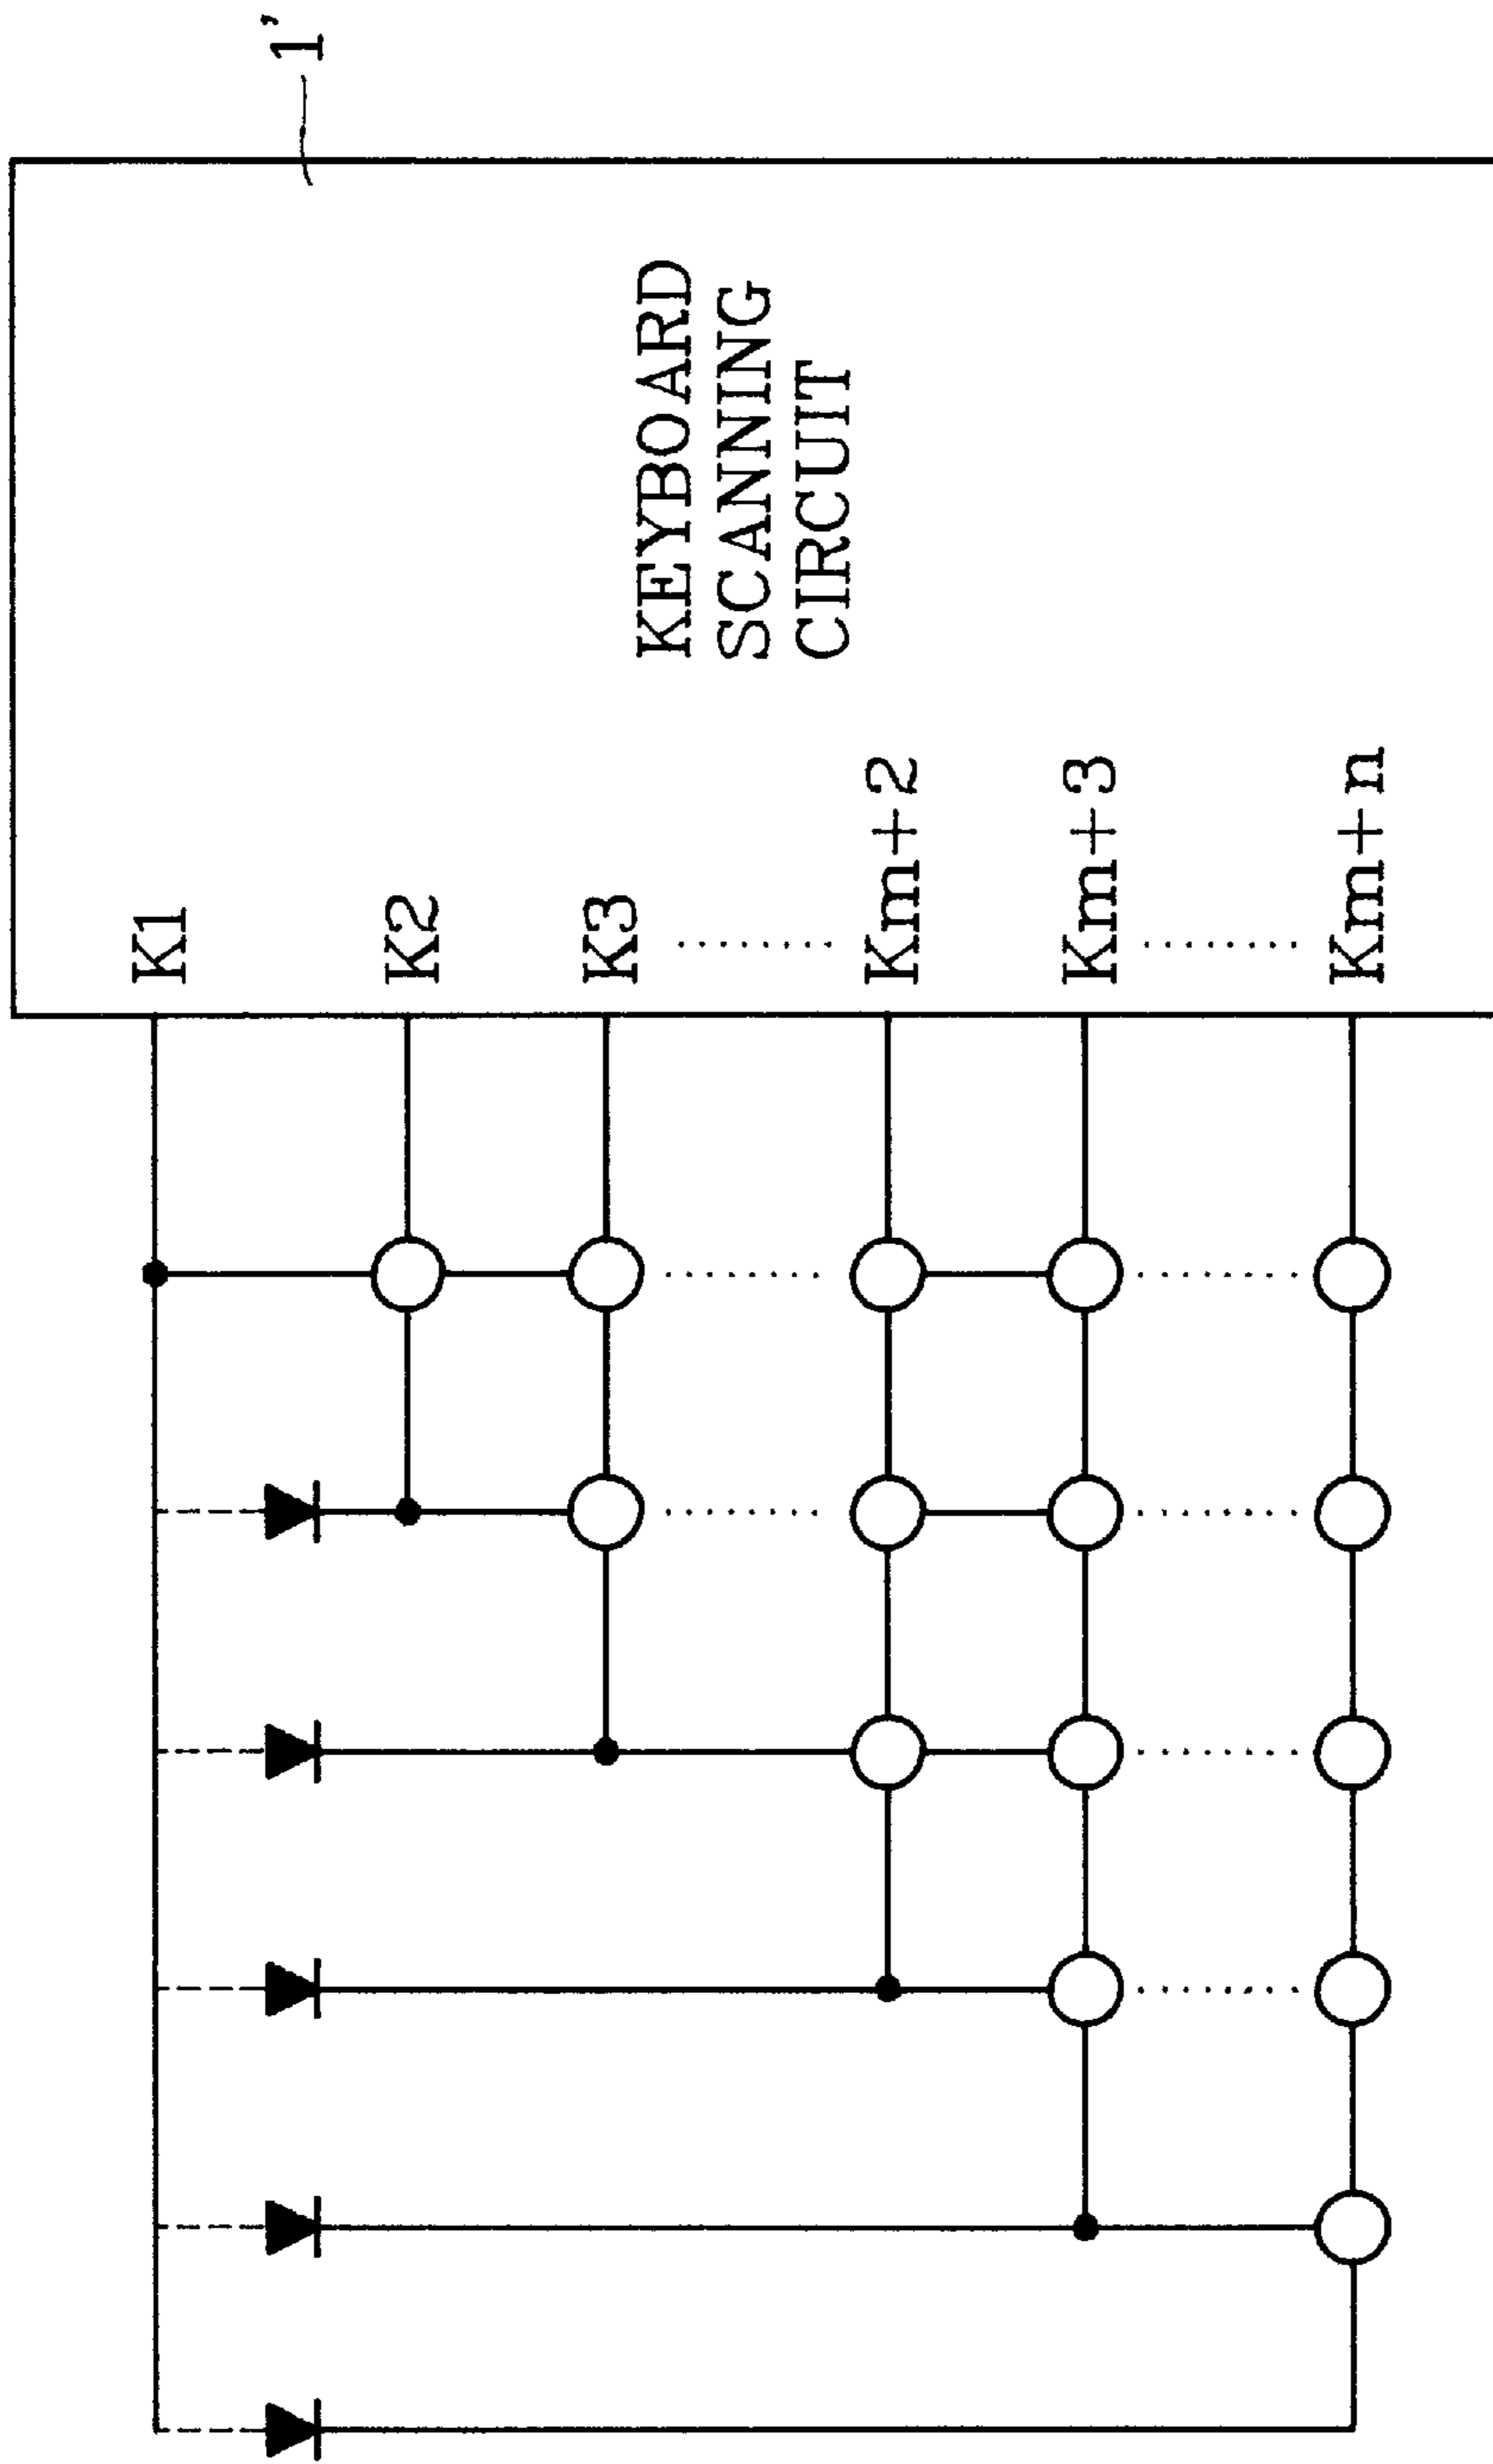 1'
KEYBOARD
SCANNING
CIRCUIT
K1
K2
K3
Km+2
Km+3
Km+n